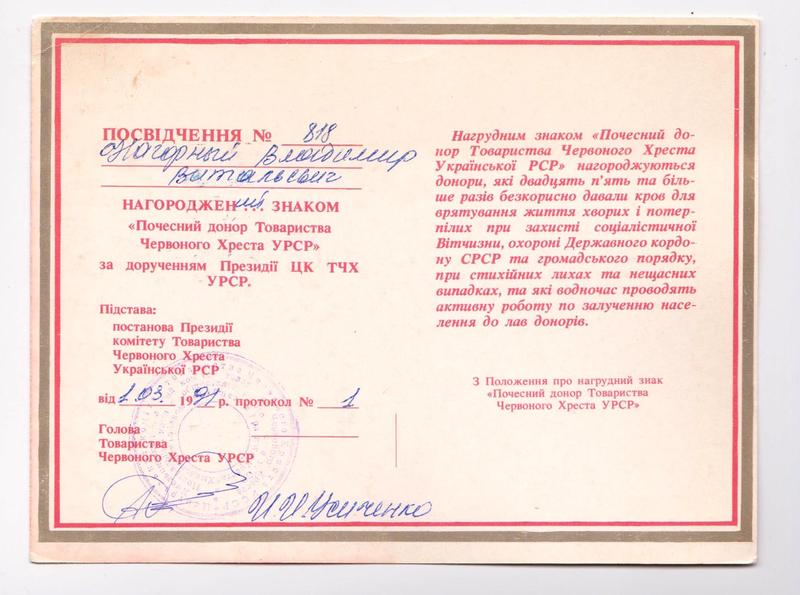 ПОСВІДЧЕННЯ № 818
Нагорный Владимир
Витальевич
НАГОРОДЖЕНий... ЗНАКОМ
«Почесний донор Товариства
Червоного Хреста УРСР»
за дорученням Президії ЦК ТЧХ
УРСР.
Підстава:
постанова Президії
комітету Товариства
Червоного Хреста
Української РСР
від 1.03. 1991 р. протокол № 1
Голова
Товариства
Червоного Хреста УРСР
Нагрудним знаком «Почесний до-
нор Товариства Червоного Хреста
Української РСР» нагороджуються
донори, які двадцять п'ять та біль-
ше разів безкорисно давали кров для
врятування життя хворих і потер-
пілих при захисті соціалістичної
Вітчизни, охороні Державного кордо-
ну СРСР та громадського порядку,
при стихійних лихах та нещасних
випадках, та які водночас проводять
активну роботу по залученню насе-
лення до лав донорів.
З Положення про нагрудний знак
«Почесний донор Товариства
Червоного Хреста УРСР»